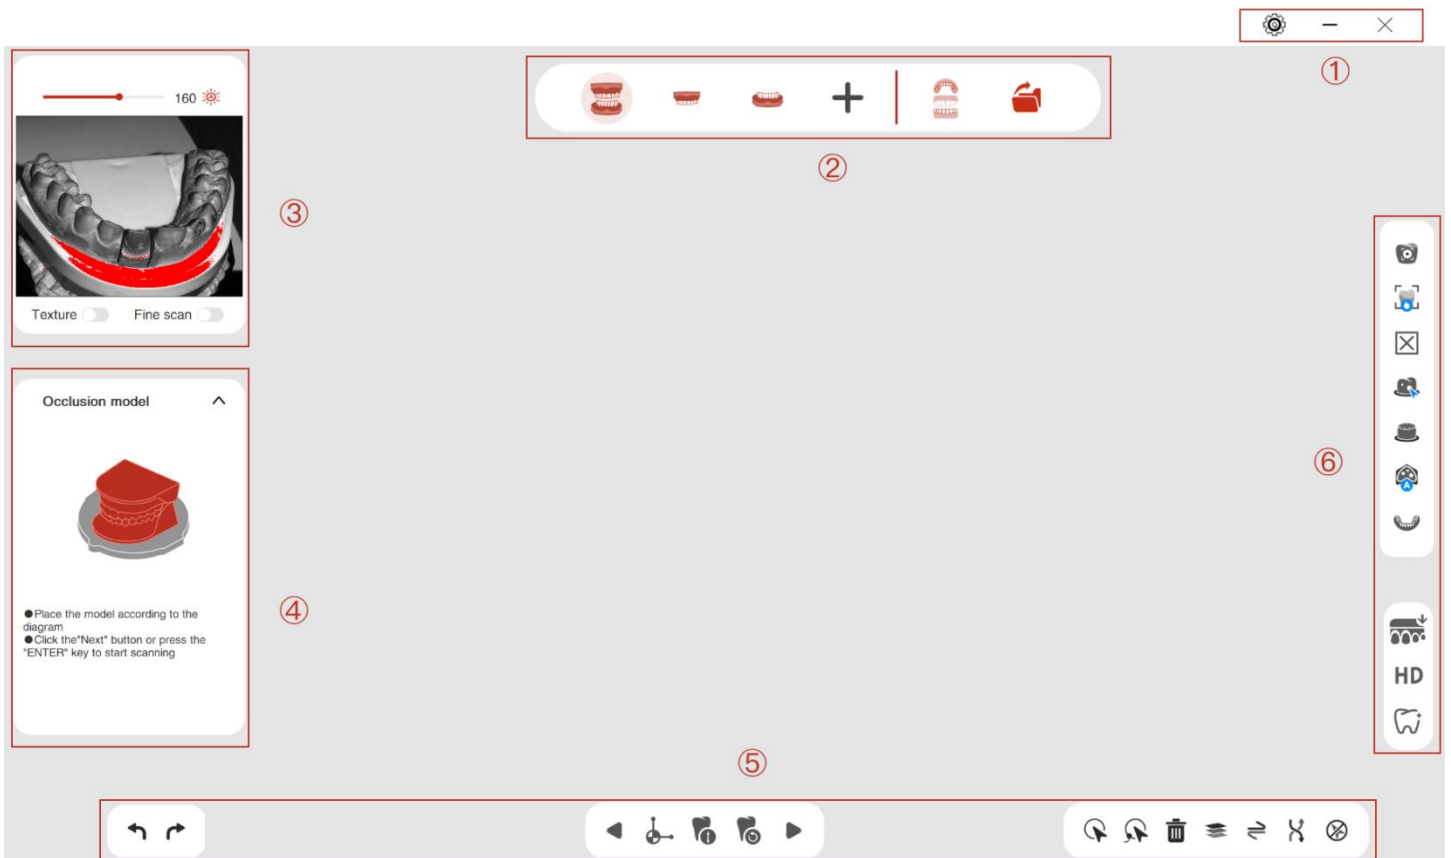 ①
②
160
③
Texture Fine scan
Occlusion model
④
●Place the model according to the
diagram
●Click the"Next" button or press the
"ENTER" key to start scanning
⑤
⑥
A
HD